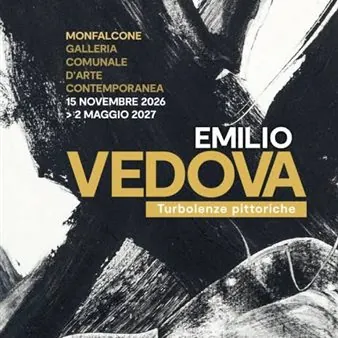 MONFALCONE
GALLERIA
COMUNALE
D'ARTE
CONTEMPORANEA
15 NOVEMBRE 2026
> 2 MAGGIO 2027
EMILIO
VEDOVA
Turbolenze pittoriche